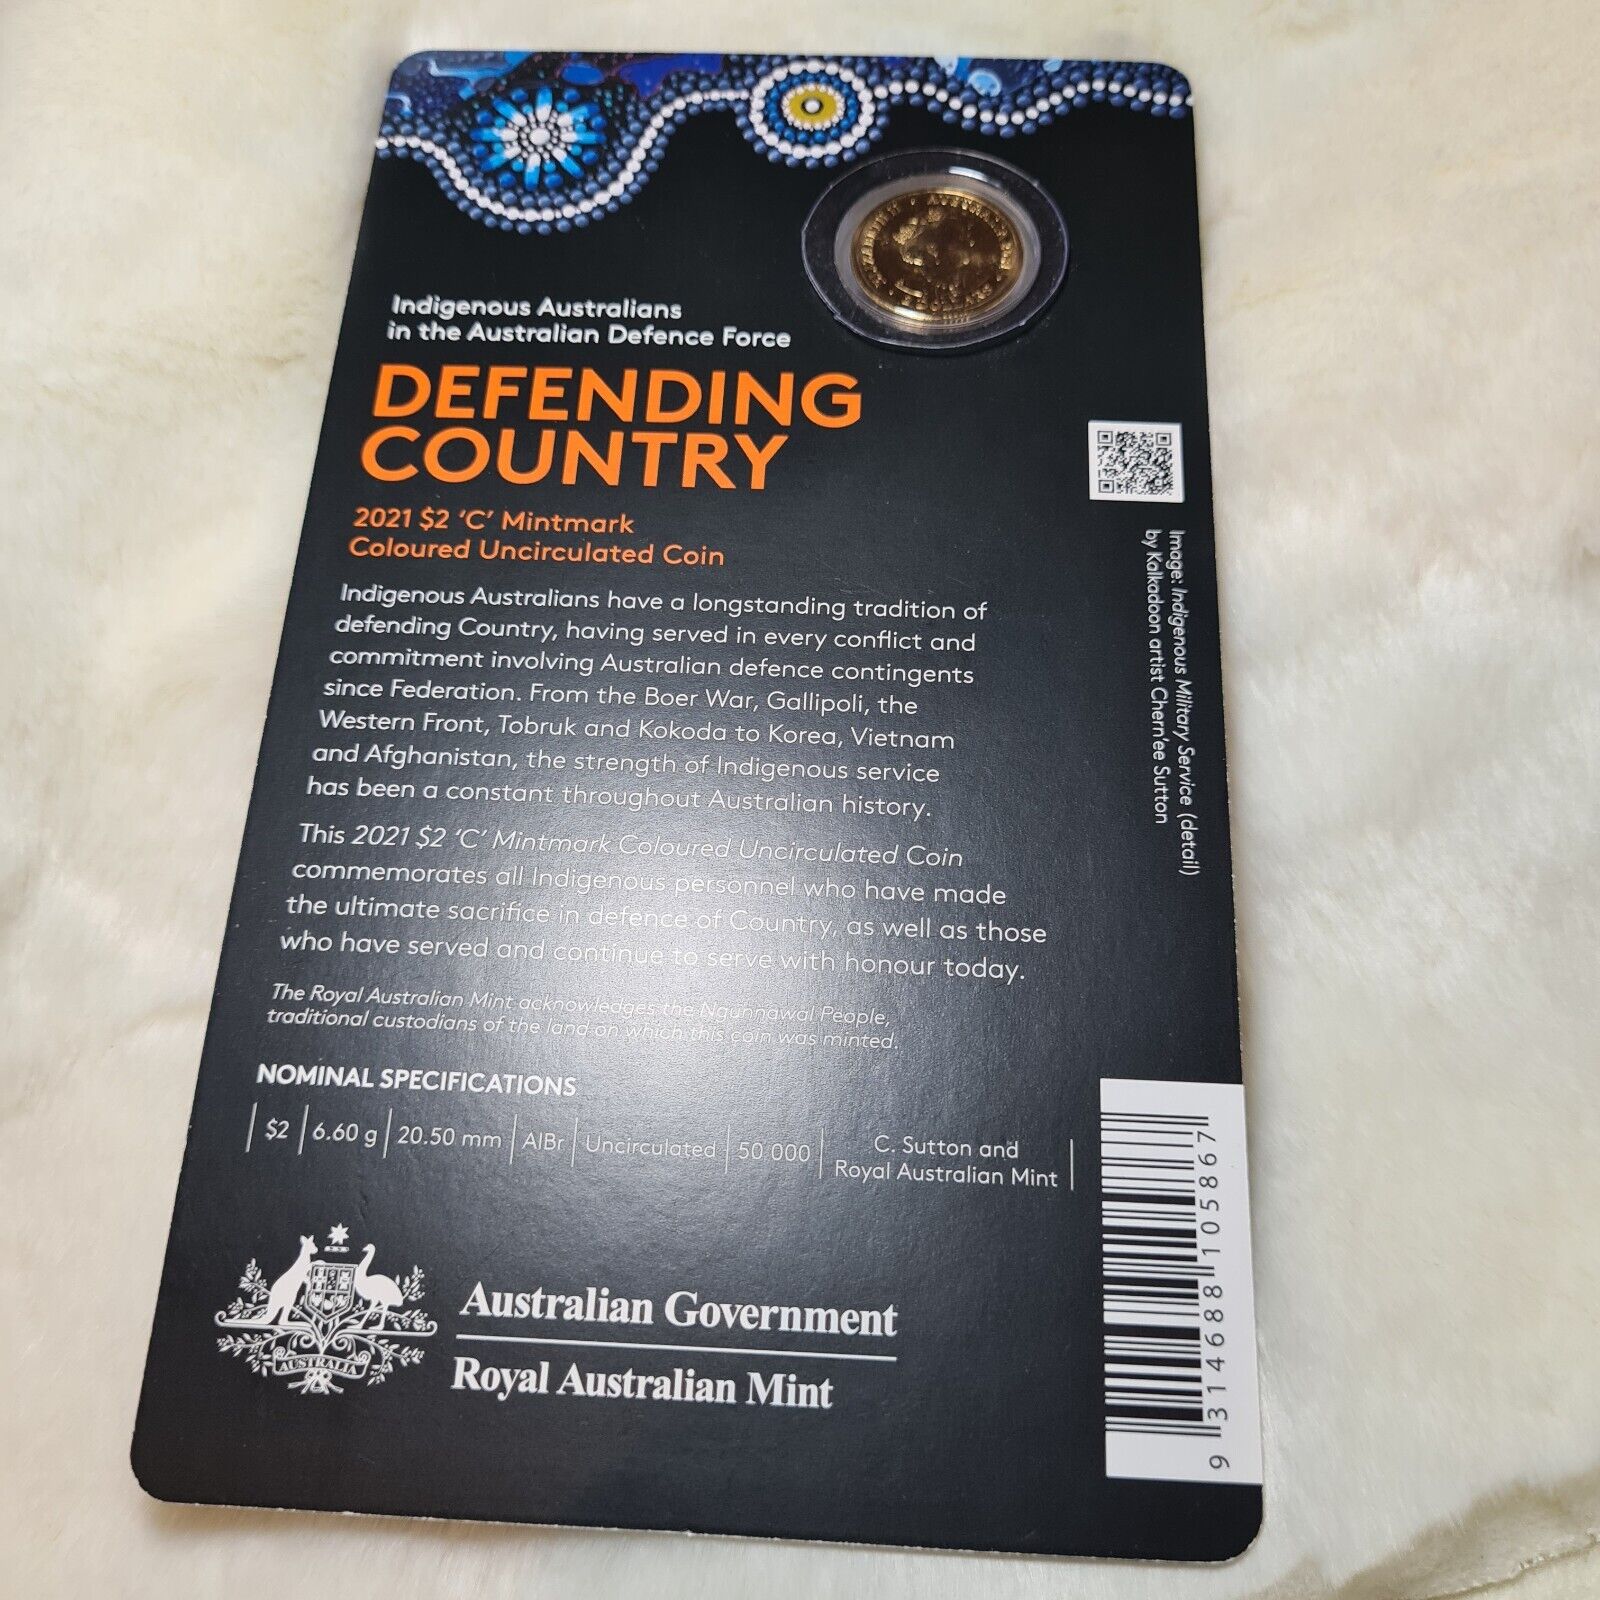 Indigenous Australians
in the Australian Defence Force
DEFENDING
COUNTRY
2021 $2 ‘C’ Mintmark
Coloured Uncirculated Coin
Indigenous Australians have a longstanding tradition of
defending Country, having served in every conflict and
commitment involving Australian defence contingents
since Federation. From the Boer War, Gallipoli, the
Western Front, Tobruk and Kokoda to Korea, Vietnam
and Afghanistan, the strength of Indigenous service
has been a constant throughout Australian history.
This 2021 $2 ‘C’ Mintmark Coloured Uncirculated Coin
commemorates all Indigenous personnel who have made
the ultimate sacrifice in defence of Country, as well as those
who have served and continue to serve with honour today.
The Royal Australian Mint acknowledges the Ngunnawal People,
traditional custodians of the land on which this coin was minted.
NOMINAL SPECIFICATIONS
$2 | 6.60 g | 20.50 mm | AlBr | Uncirculated | 50 000 | C. Sutton and
Royal Australian Mint
AUSTRALIA
Australian Government
Royal Australian Mint
Image: Indigenous Military Service (detail)
by Kalkadoon artist Chern'ee Sutton
9 314688 105867